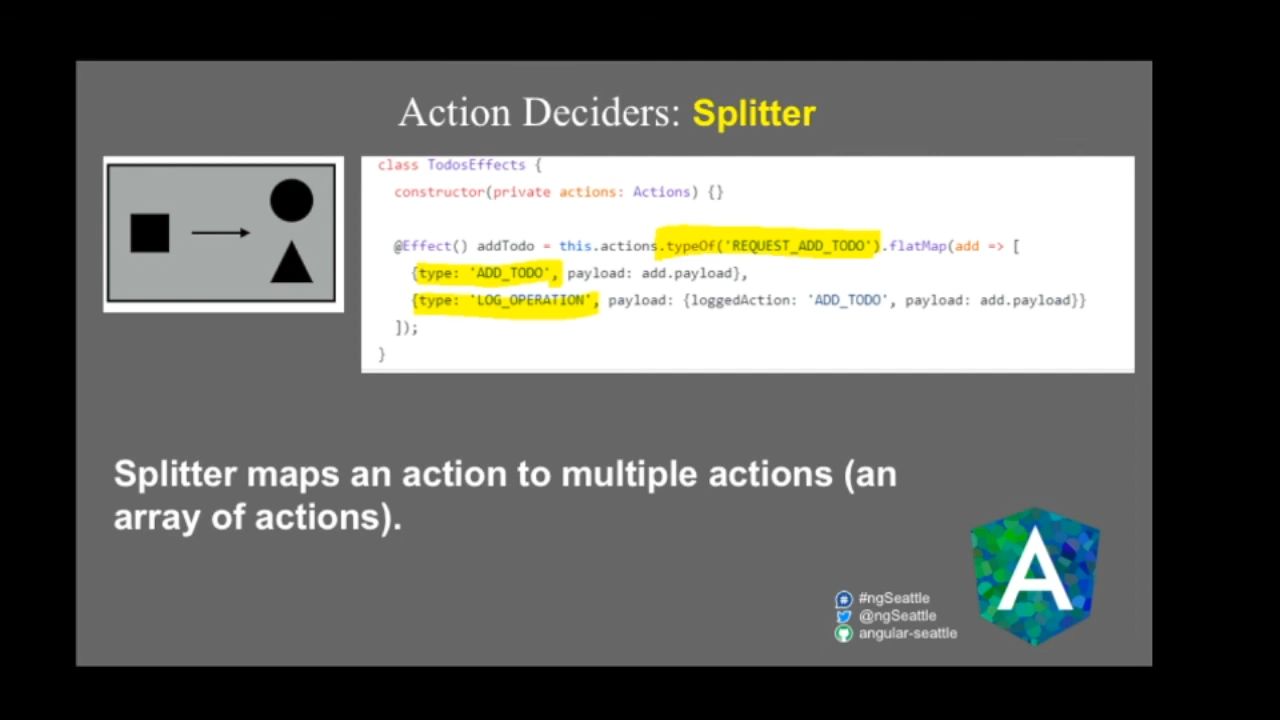 Action Deciders: Splitter
class TodosEffects {
constructor(private actions: Actions) {}
@Effect() addTodo = this.actions.typeOf('REQUEST_ADD_TODO').flatMap(add => [
{type: 'ADD_TODO', payload: add.payload},
{type: 'LOG_OPERATION', payload: {loggedAction: 'ADD_TODO', payload: add.payload}}
]);
}
Splitter maps an action to multiple actions (an
array of actions).
#ngSeattle
@ngSeattle
angular-seattle
A